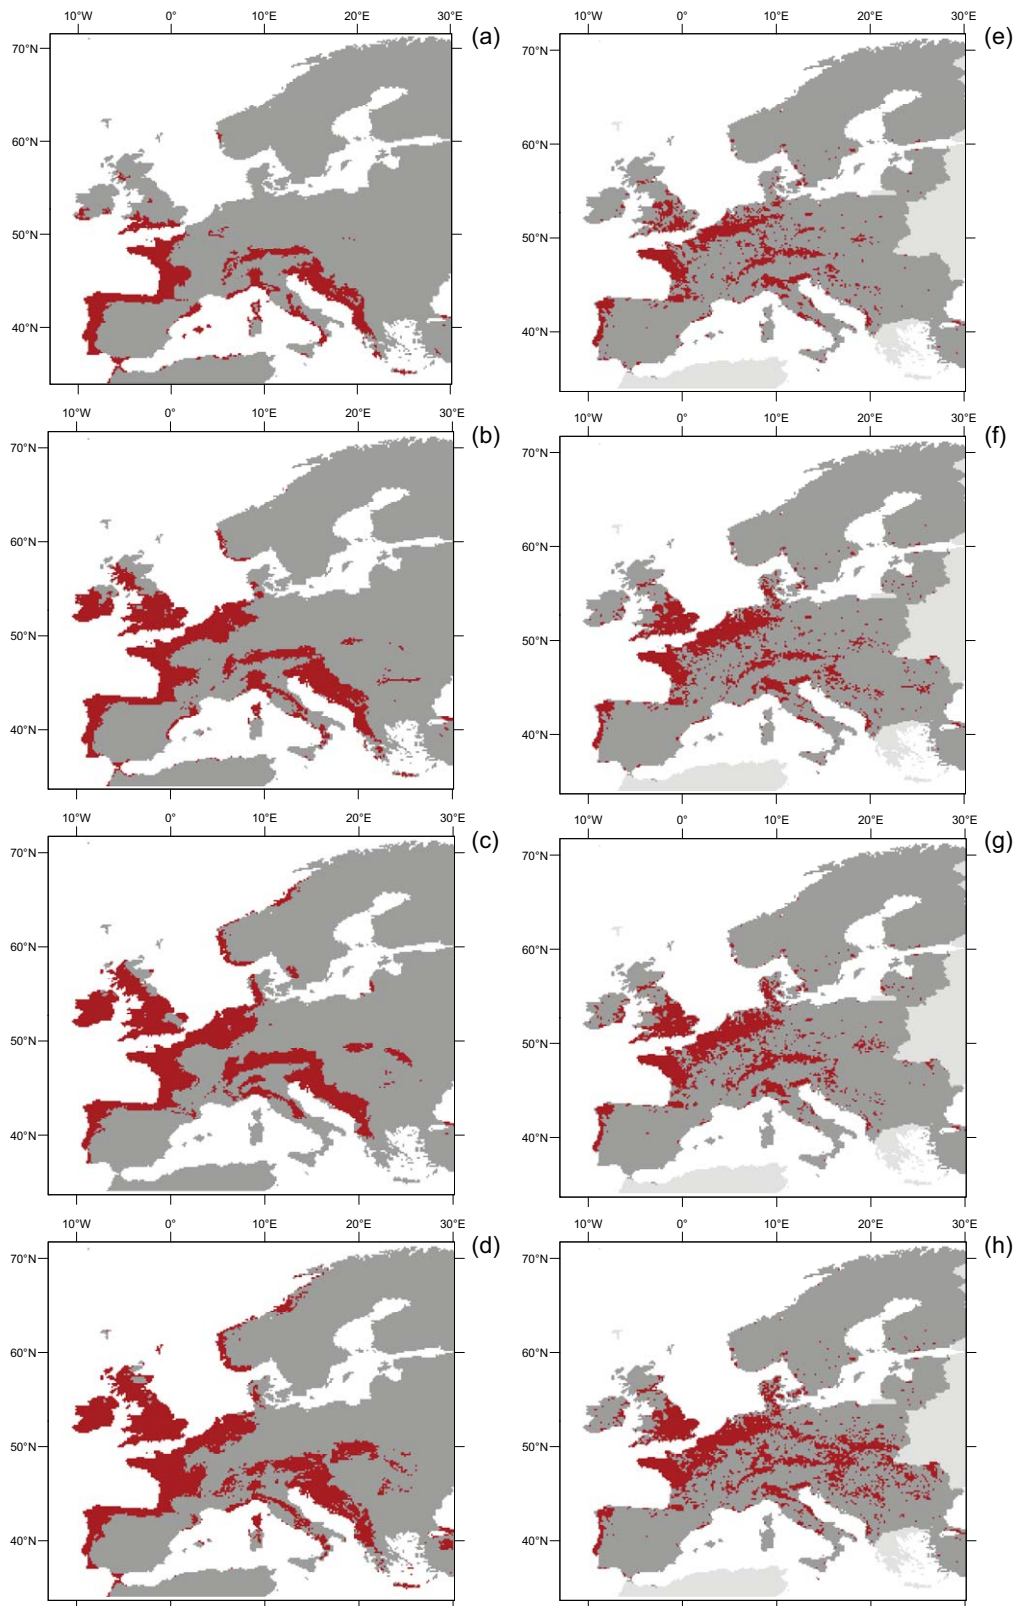 10°W 0° 10°E 20°E 30°E (a)
70°N
60°N
50°N
40°N
10°W 0° 10°E 20°E 30°E (e)
70°N
60°N
50°N
40°N
10°W 0° 10°E 20°E 30°E (b)
70°N
60°N
50°N
40°N
10°W 0° 10°E 20°E 30°E (f)
70°N
60°N
50°N
40°N
10°W 0° 10°E 20°E 30°E (c)
70°N
60°N
50°N
40°N
10°W 0° 10°E 20°E 30°E (g)
70°N
60°N
50°N
40°N
10°W 0° 10°E 20°E 30°E (d)
70°N
60°N
50°N
40°N
10°W 0° 10°E 20°E 30°E (h)
70°N
60°N
50°N
40°N